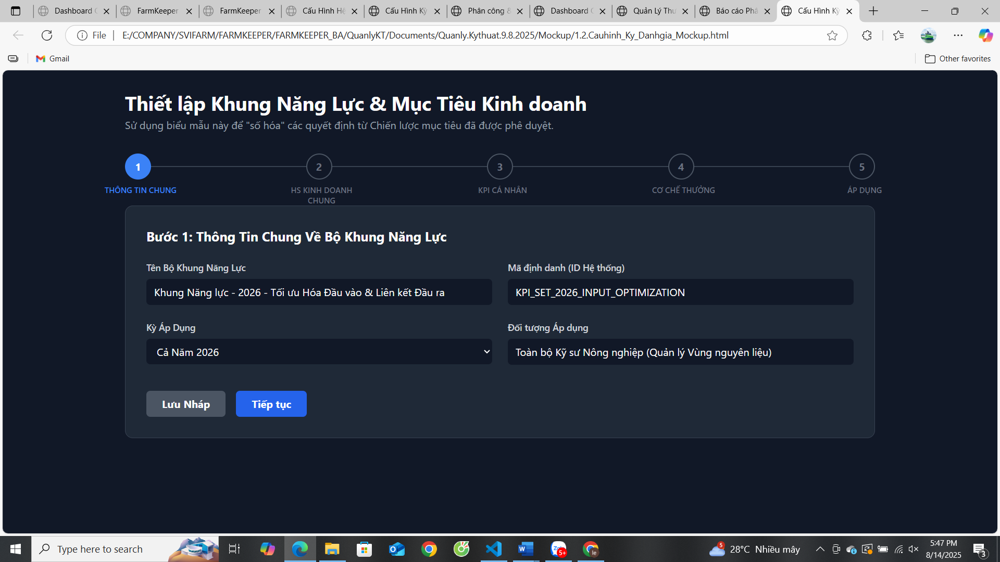 Dashboard
FarmKeeper
FarmKeeper
Cấu Hình Hệ
Cấu Hình Kỳ
Phân công &
Dashboard
Quản Lý Thư
Báo cáo Phâ
Cấu Hình Kỳ
File
E:/COMPANY/SVIFARM/FARMKEEPER/FARMKEEPER_BA/QuanlyKT/Documents/Quanly.Kythuat.9.8.2025/Mockup/1.2.Cauhinh_Ky_Danhgia_Mockup.html
Gmail
Other favorites
Thiết lập Khung Năng Lực & Mục Tiêu Kinh doanh
Sử dụng biểu mẫu này để "số hóa" các quyết định từ Chiến lược mục tiêu đã được phê duyệt.
1
2
3
4
5
THÔNG TIN CHUNG
HS KINH DOANH
CHUNG
KPI CÁ NHÂN
CƠ CHẾ THƯỞNG
ÁP DỤNG
Bước 1: Thông Tin Chung Về Bộ Khung Năng Lực
Tên Bộ Khung Năng Lực
Mã định danh (ID Hệ thống)
Khung Năng lực - 2026 - Tối ưu Hóa Đầu vào & Liên kết Đầu ra
KPI_SET_2026_INPUT_OPTIMIZATION
Kỳ Áp Dụng
Đối tượng Áp dụng
Cả Năm 2026
Toàn bộ Kỹ sư Nông nghiệp (Quản lý Vùng nguyên liệu)
Lưu Nháp
Tiếp tục
Type here to search
5+
5
28°C Nhiều mây
5:47 PM
8/14/2025
3